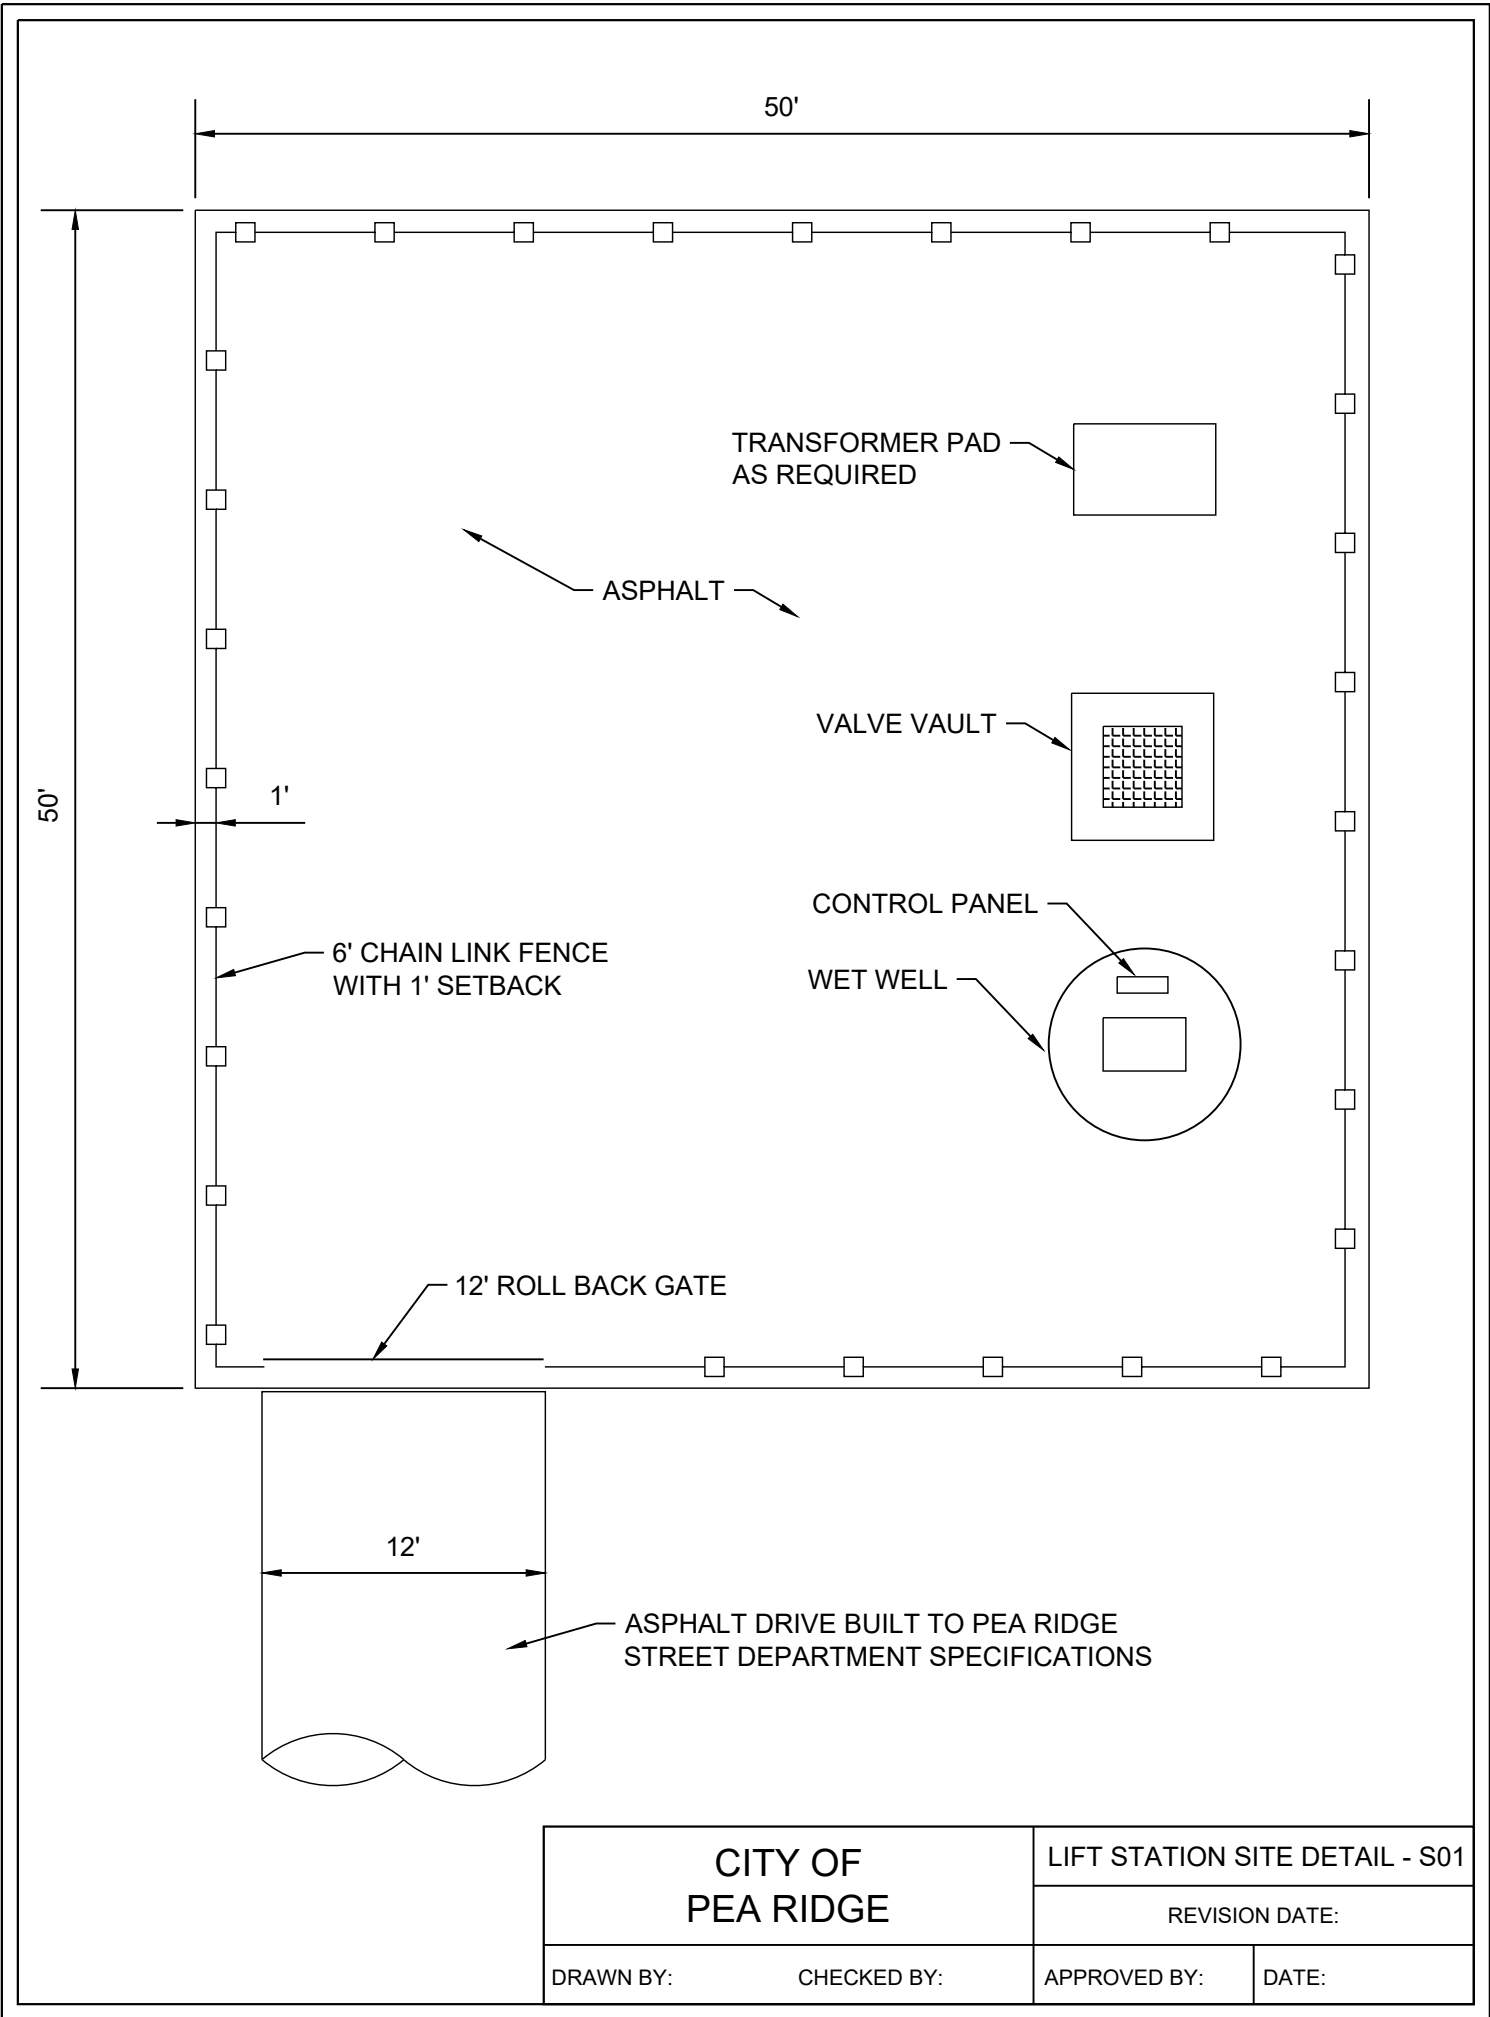 50'
TRANSFORMER PAD
AS REQUIRED
ASPHALT
VALVE VAULT
50'
1'
CONTROL PANEL
6' CHAIN LINK FENCE
WITH 1' SETBACK
WET WELL
12' ROLL BACK GATE
12'
ASPHALT DRIVE BUILT TO PEA RIDGE
STREET DEPARTMENT SPECIFICATIONS
CITY OF
PEA RIDGE
LIFT STATION SITE DETAIL - S01
REVISION DATE:
DRAWN BY:
CHECKED BY:
APPROVED BY:
DATE: